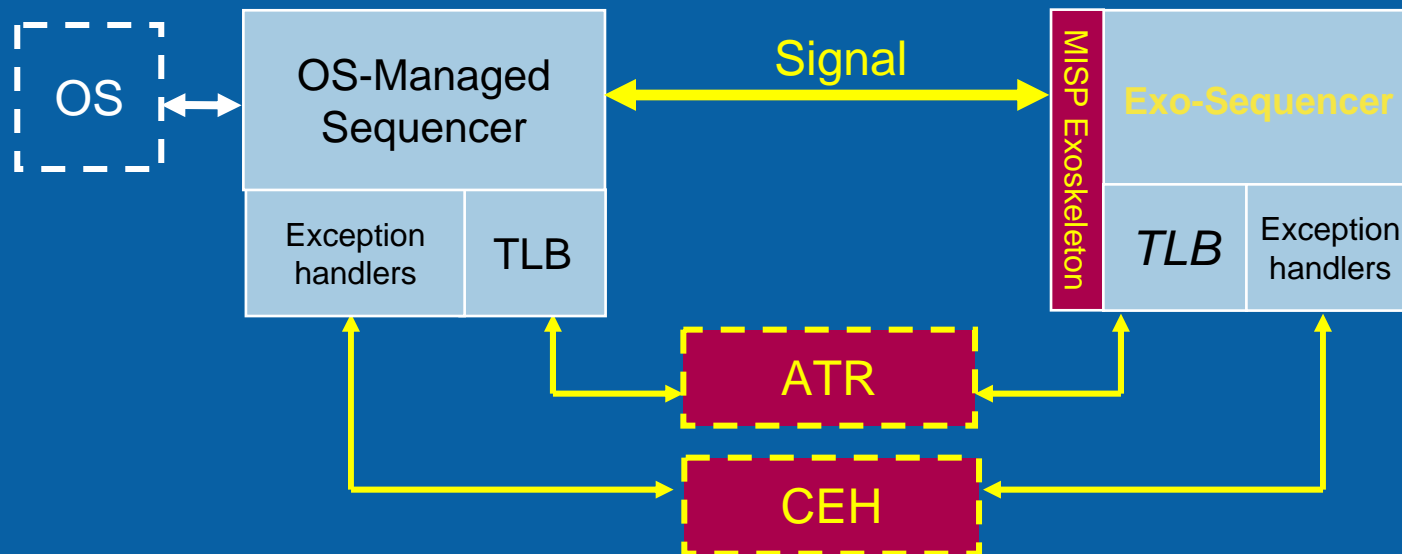 OS
OS-Managed
Sequencer
Exception
handlers
TLB
Signal
MISP Exoskeleton
Exo-Sequencer
TLB
Exception
handlers
ATR
CEH